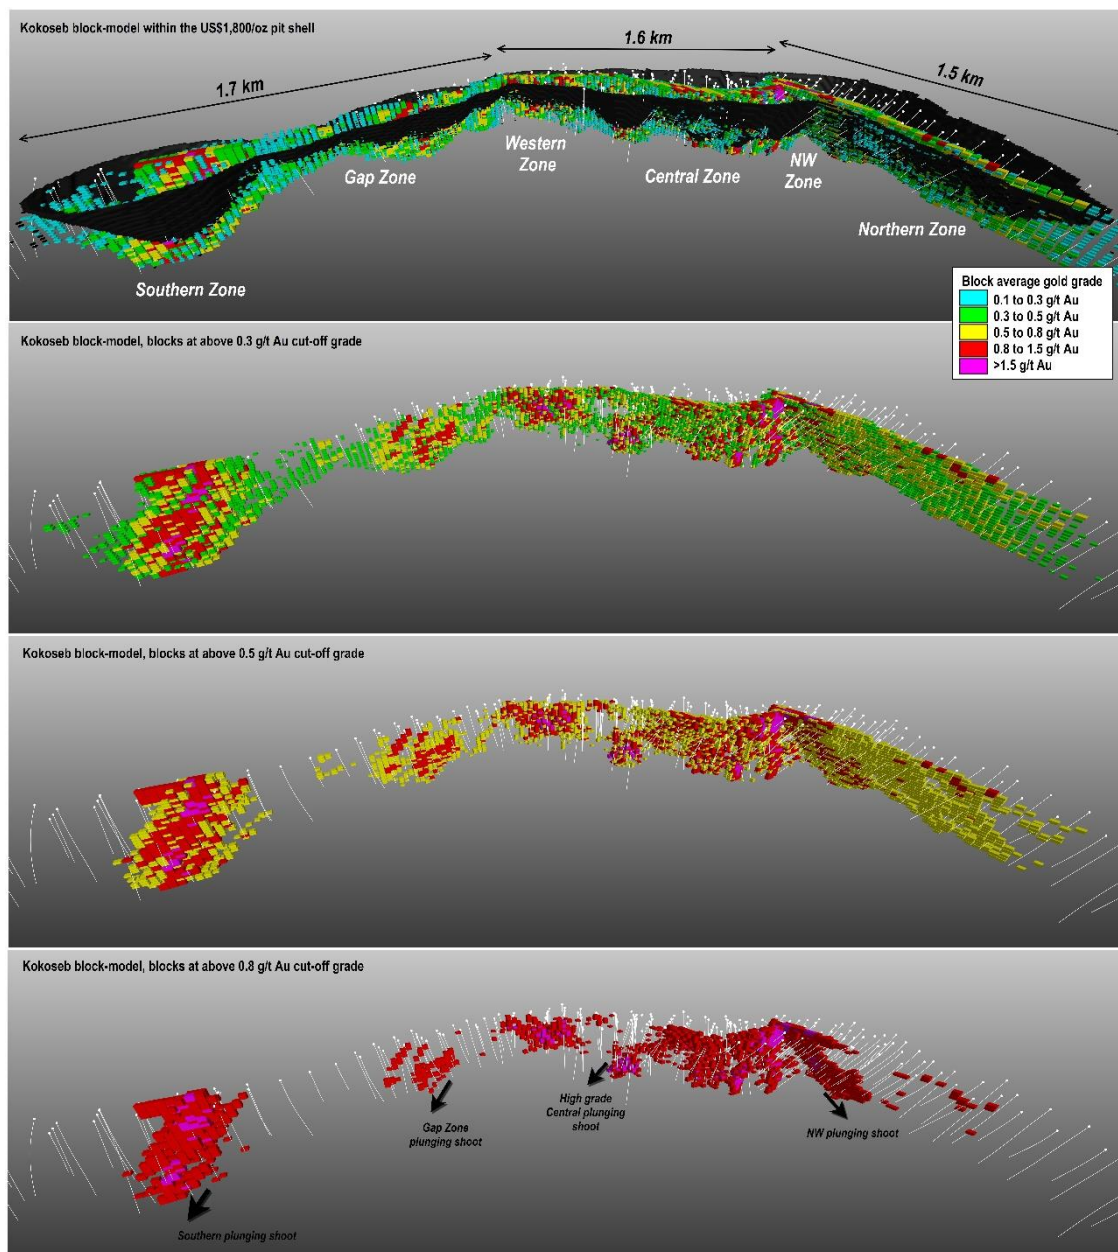 Kokoseb block-model within the US$1,800/oz pit shell
1.7 km
1.6 km
1.5 km
Southern Zone
Gap Zone
Western
Zone
Central Zone
NW
Zone
Northern Zone
Block average gold grade
0.1 to 0.3 g/t Au
0.3 to 0.5 g/t Au
0.5 to 0.8 g/t Au
0.8 to 1.5 g/t Au
>1.5 g/t Au
Kokoseb block-model, blocks at above 0.3 g/t Au cut-off grade
Kokoseb block-model, blocks at above 0.5 g/t Au cut-off grade
Kokoseb block-model, blocks at above 0.8 g/t Au cut-off grade
Southern plunging shoot
Gap Zone
plunging shoot
High grade
Central plunging
shoot
NW plunging shoot